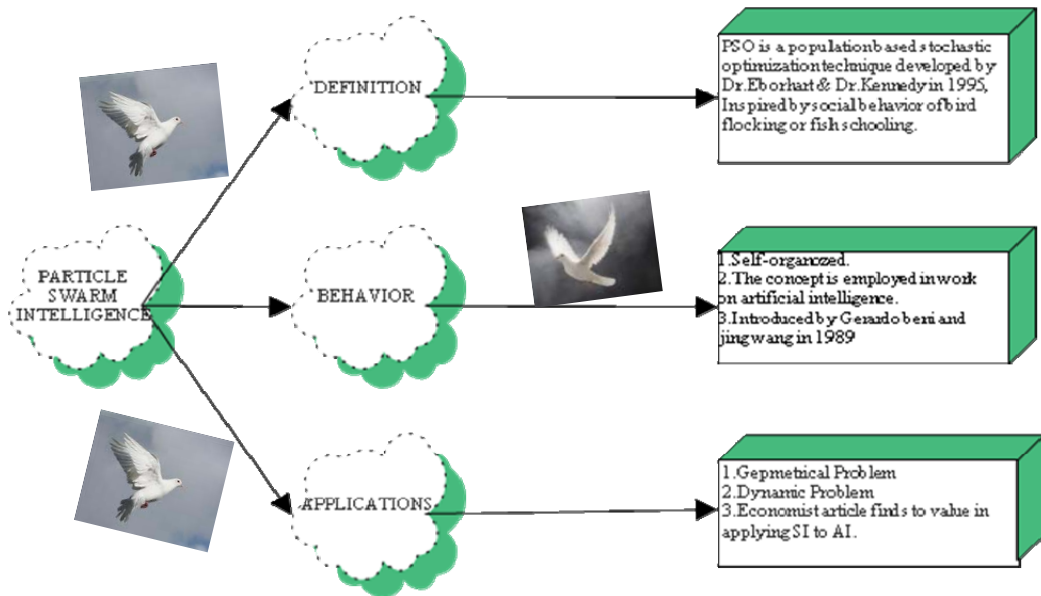 DEFINITION
PSO is a population based stochastic
optimization technique developed by
Dr.Eborhart & Dr.Kennedy in 1995,
Inspired by social behavior of bird
flocking or fish schooling.
PARTICLE
SWARM
INTELLIGENCE
BEHAVIOR
1.Self-organozed.
2.The concept is employed in work
on artificial intelligence.
3.Introduced by Gerardo beni and
jing wang in 1989
APPLICATIONS
1.Gepmetrical Problem
2.Dynamic Problem
3.Economist article finds to value in
applying SI to AI.